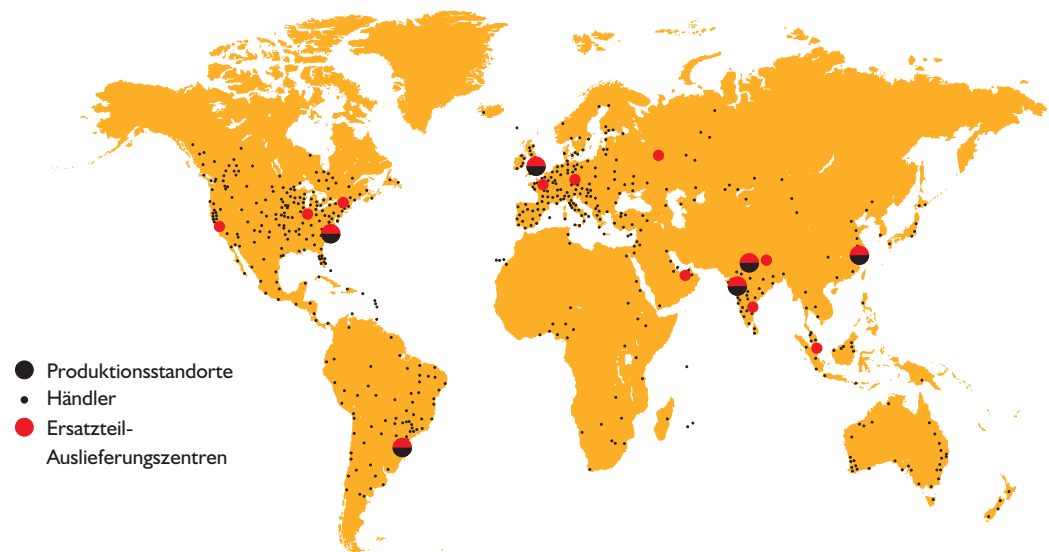 Produktionsstandorte
Händler
Ersatzteil-
Auslieferungszentren